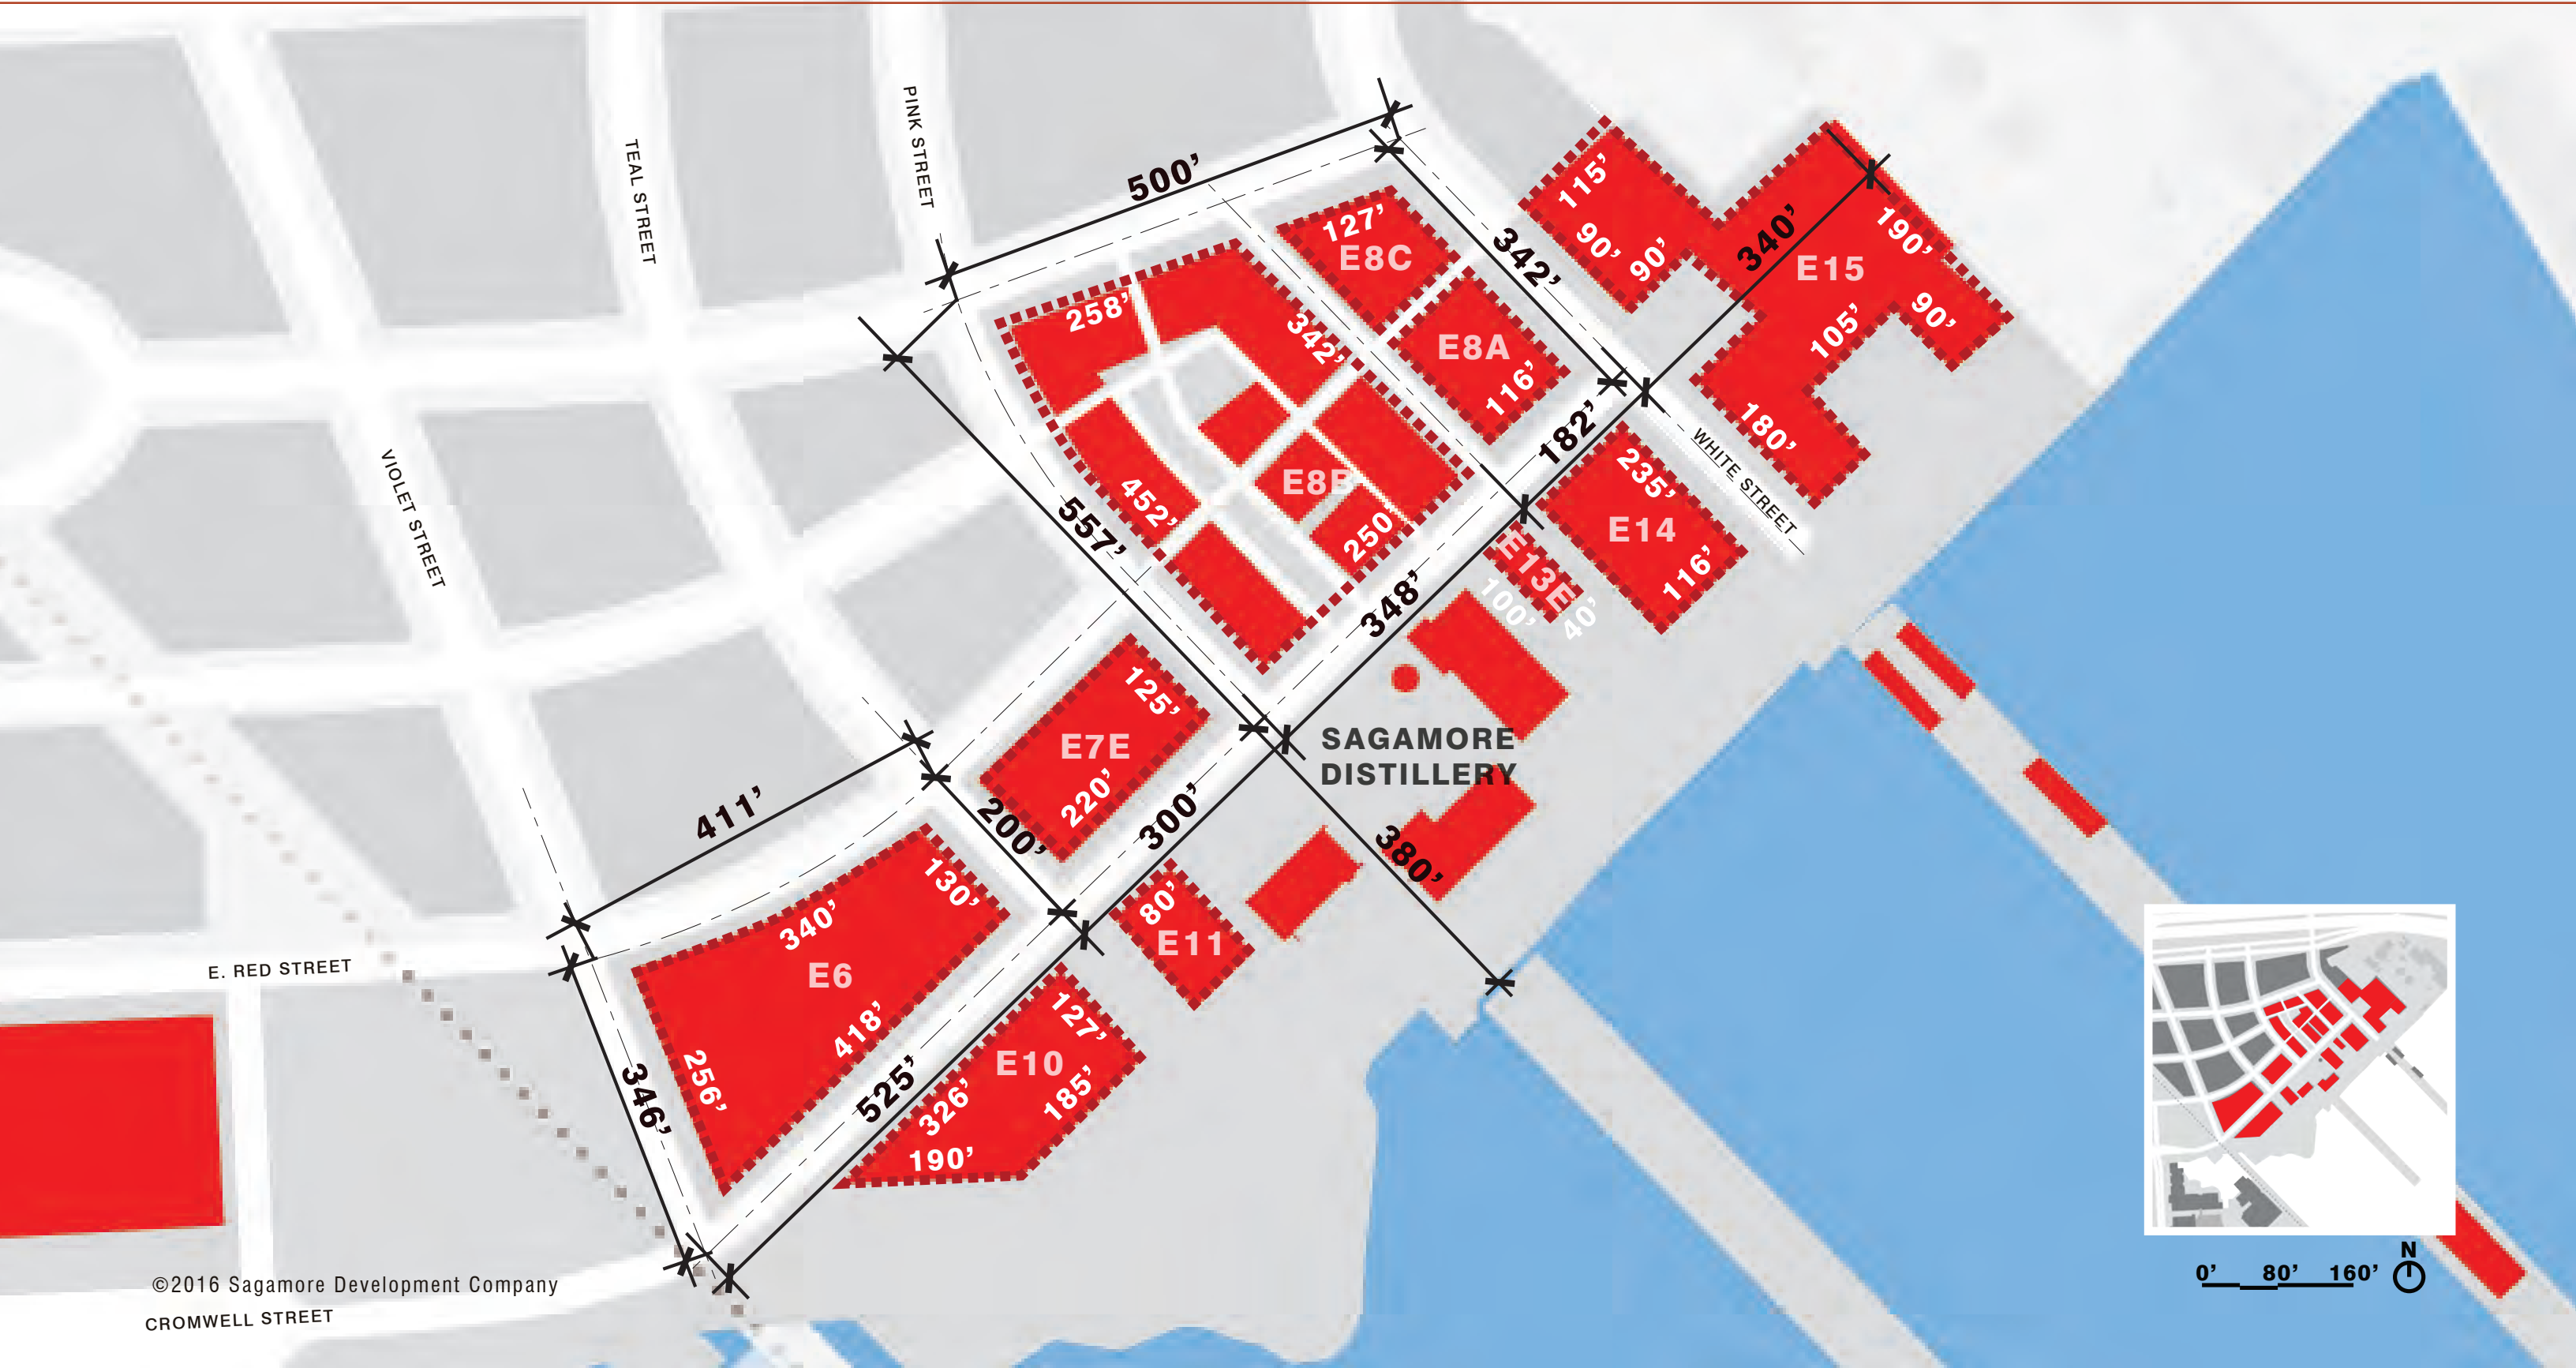 PINK STREET
TEAL STREET
VIOLET STREET
E. RED STREET
CROMWELL STREET
WHITE STREET
500’
342’
340’
182’
348’
557’
300’
200’
411’
346’
525’
380’
115’
90’
90’
190’
E15
90’
105’
180’
127’
E8C
E8A
116’
258’
342’
452’
E8B
250
235’
E14
116’
E13E
100’
40’
SAGAMORE
DISTILLERY
125’
E7E
220’
130’
340’
E6
418’
256’
80’
E11
127’
E10
326’
185’
190’
©2016 Sagamore Development Company
0’ 80’ 160’
N